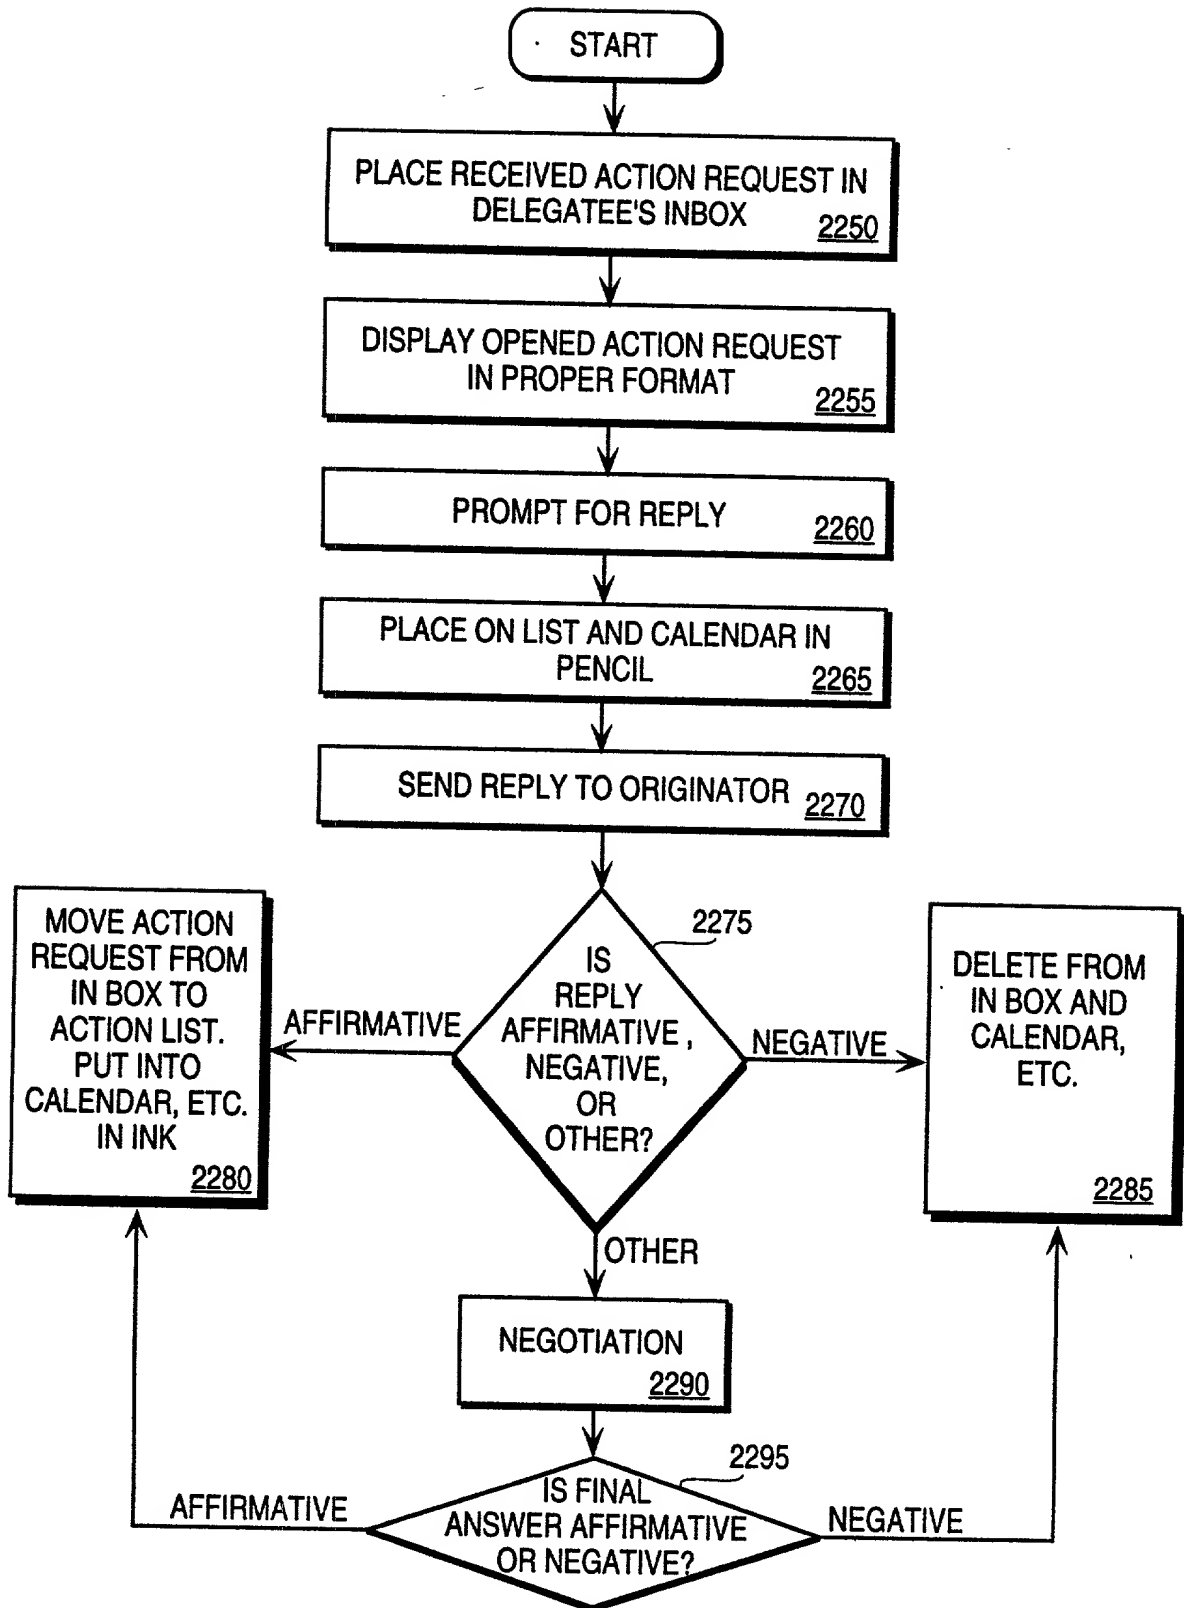 START
PLACE RECEIVED ACTION REQUEST IN
DELEGATEE'S INBOX
2250
DISPLAY OPENED ACTION REQUEST
IN PROPER FORMAT
2255
PROMPT FOR REPLY
2260
PLACE ON LIST AND CALENDAR IN
PENCIL
2265
SEND REPLY TO ORIGINATOR
2270
MOVE ACTION
REQUEST FROM
IN BOX TO
ACTION LIST.
PUT INTO
CALENDAR, ETC.
IN INK
2280
AFFIRMATIVE
2275
IS
REPLY
AFFIRMATIVE,
NEGATIVE,
OR
OTHER?
NEGATIVE
DELETE FROM
IN BOX AND
CALENDAR,
ETC.
2285
OTHER
NEGOTIATION
2290
2295
AFFIRMATIVE
IS FINAL
ANSWER AFFIRMATIVE
OR NEGATIVE?
NEGATIVE